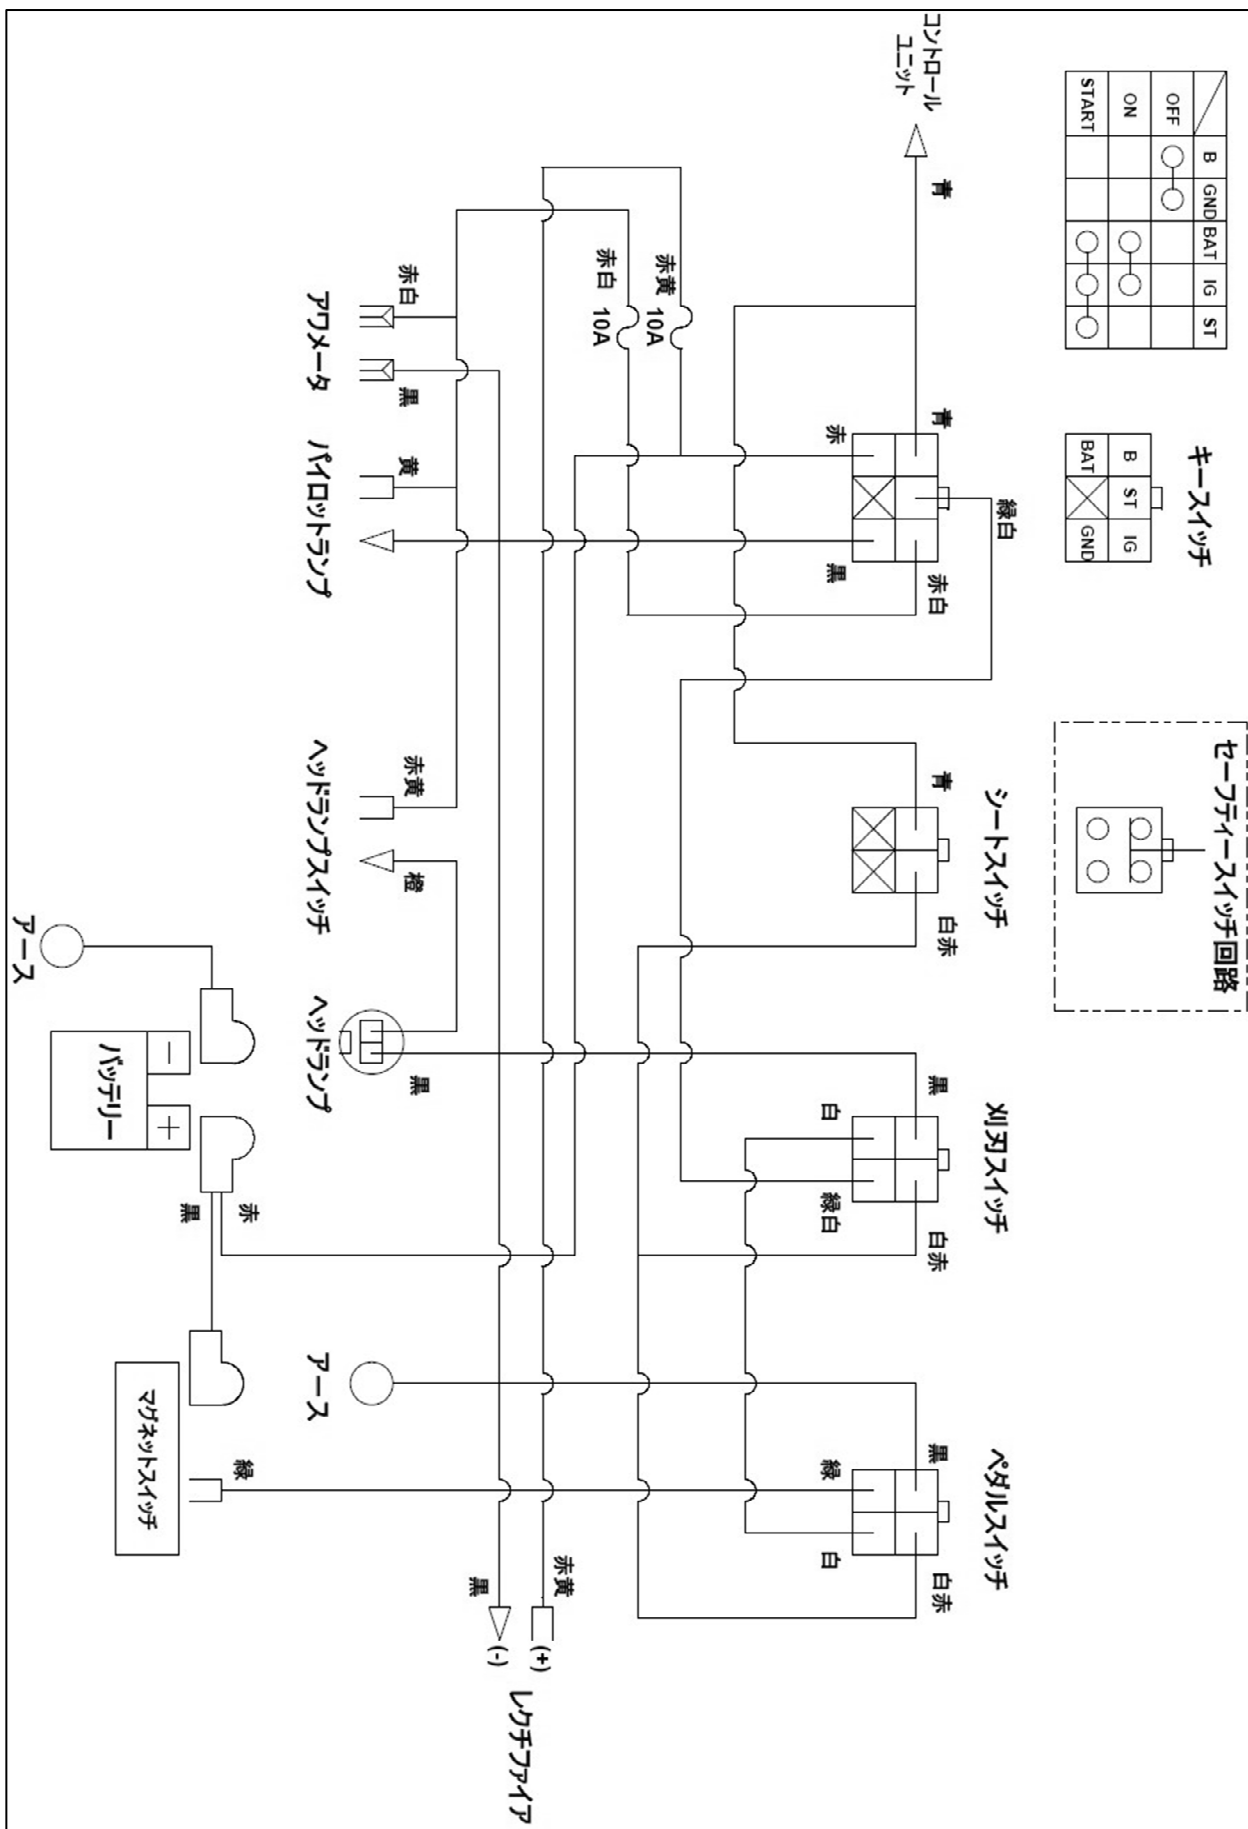 B GND BAT IG ST
OFF
ON
START
キースイッチ
B ST IG
BAT GND
セーフティースイッチ回路
コントロール
ユニット
青
青
赤
緑白
赤白
黒
シートスイッチ
青
白赤
刈刃スイッチ
黒
白
緑白
白赤
ペダルスイッチ
黒
緑
白
白赤
赤黄
10A
赤白
10A
赤白
黒
アワメータ
黄
パイロットランプ
赤黄
橙
ヘッドランプスイッチ
黒
ヘッドランプ
アース
赤黄
(+)
黒
(-)
レクチファイア
アース
－
＋
バッテリー
赤
黒
緑
マグネットスイッチ